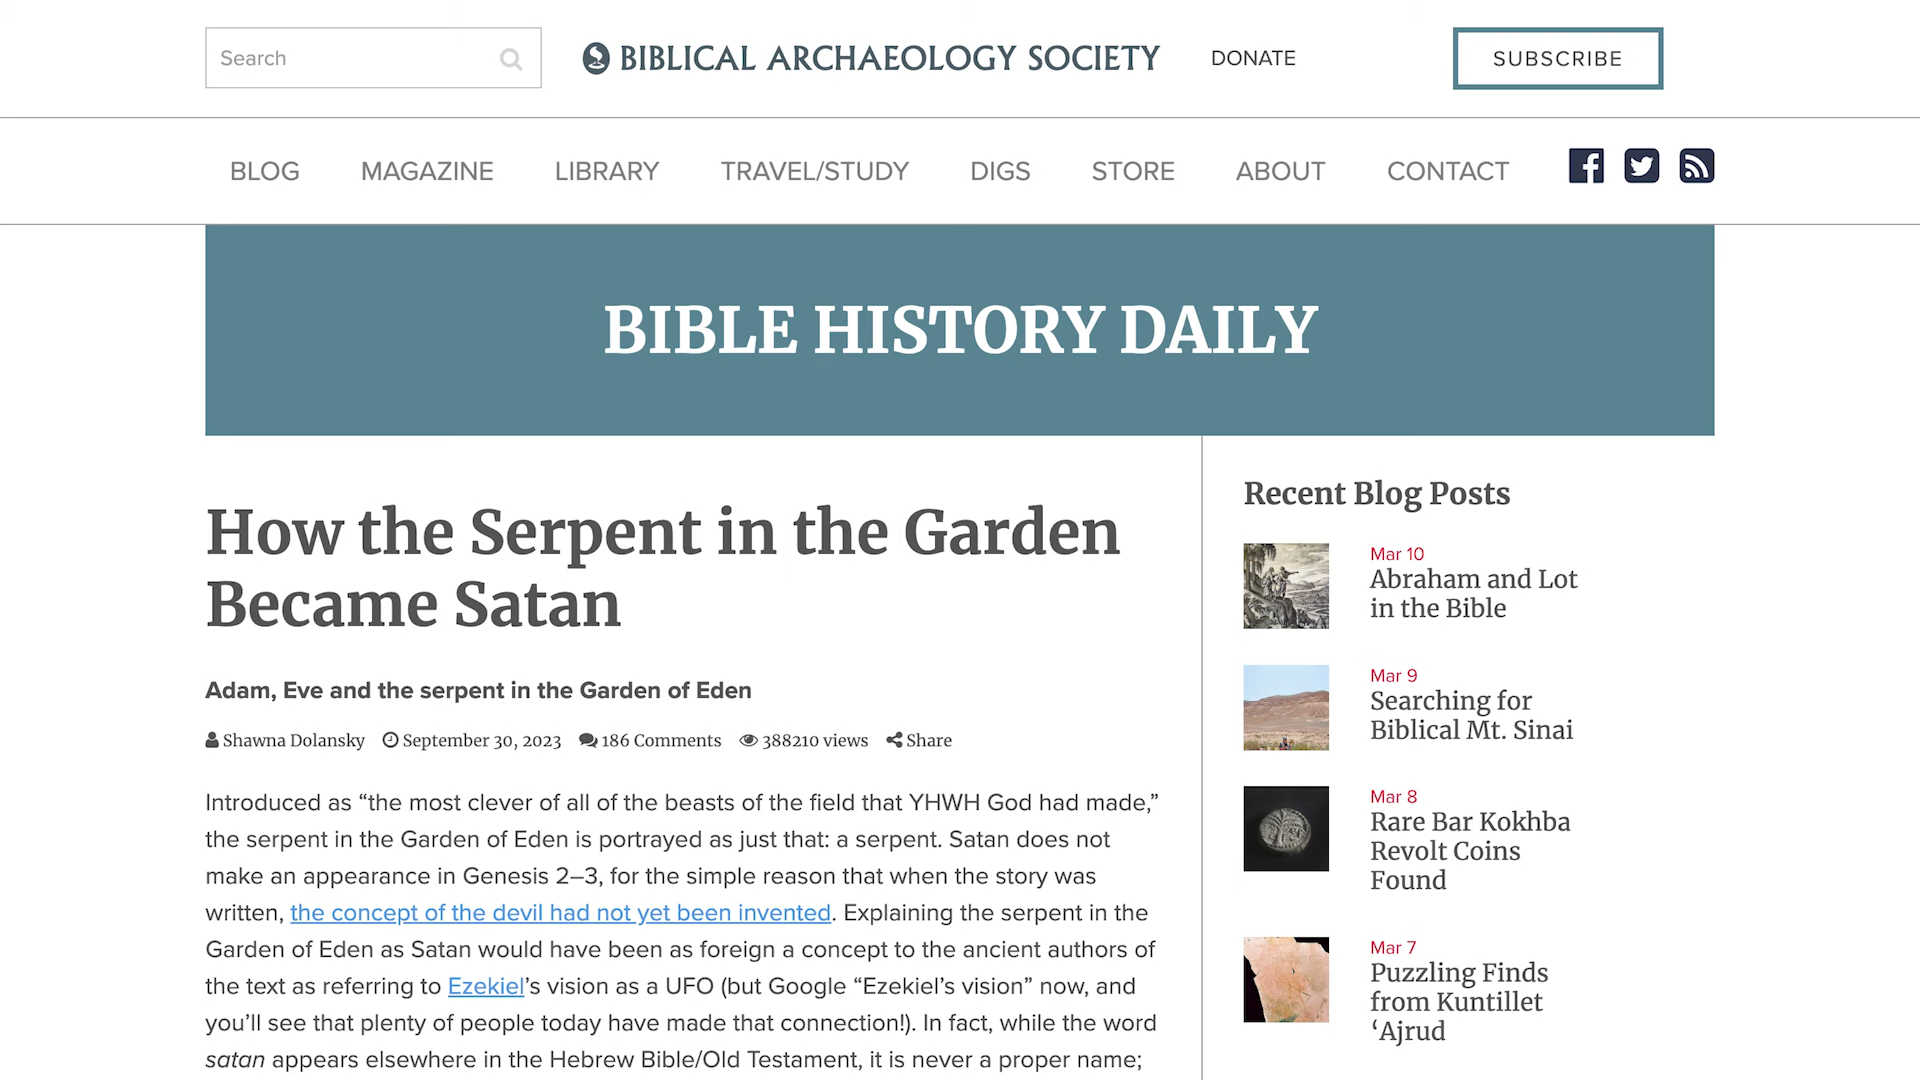 Search
BIBLICAL ARCHAEOLOGY SOCIETY
DONATE
SUBSCRIBE
BLOG
MAGAZINE
LIBRARY
TRAVEL/STUDY
DIGS
STORE
ABOUT
CONTACT
BIBLE HISTORY DAILY
How the Serpent in the Garden
Became Satan
Adam, Eve and the serpent in the Garden of Eden
Shawna Dolansky September 30, 2023 186 Comments 388210 views Share
Introduced as “the most clever of all of the beasts of the field that YHWH God had made,”
the serpent in the Garden of Eden is portrayed as just that: a serpent. Satan does not
make an appearance in Genesis 2–3, for the simple reason that when the story was
written, the concept of the devil had not yet been invented. Explaining the serpent in the
Garden of Eden as Satan would have been as foreign a concept to the ancient authors of
the text as referring to Ezekiel’s vision as a UFO (but Google “Ezekiel’s vision” now, and
you’ll see that plenty of people today have made that connection!). In fact, while the word
satan appears elsewhere in the Hebrew Bible/Old Testament, it is never a proper name;
Recent Blog Posts
Mar 10
Abraham and Lot
in the Bible
Mar 9
Searching for
Biblical Mt. Sinai
Mar 8
Rare Bar Kokhba
Revolt Coins
Found
Mar 7
Puzzling Finds
from Kuntillet
‘Ajrud